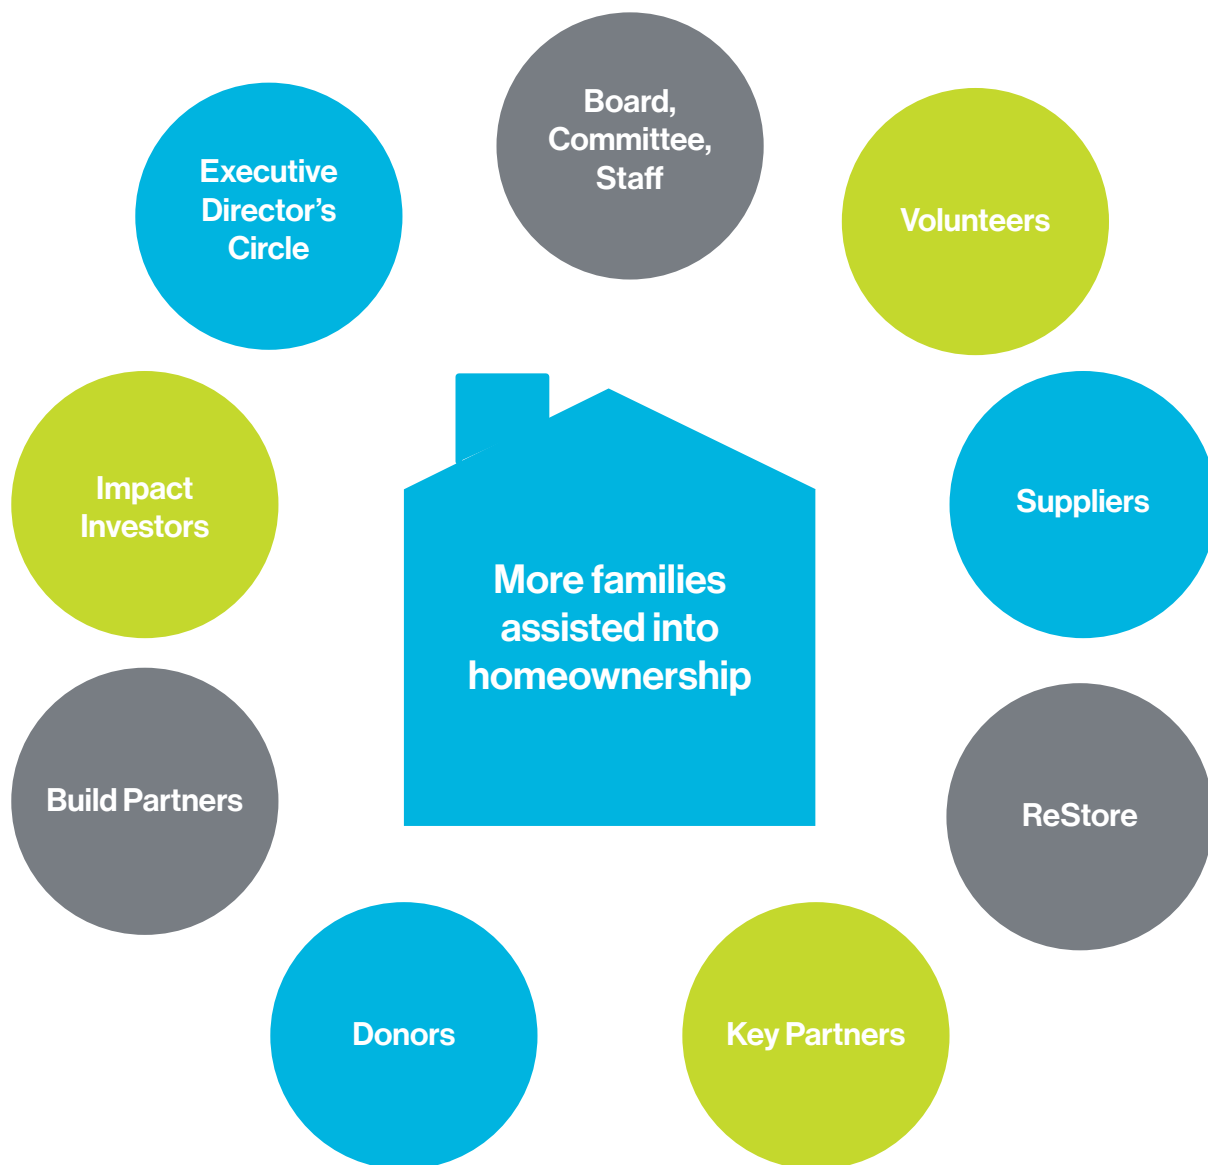 Board,
Committee,
Staff
Executive
Director’s
Circle
Volunteers
Impact
Investors
Suppliers
More families
assisted into
homeownership
Build Partners
ReStore
Donors
Key Partners